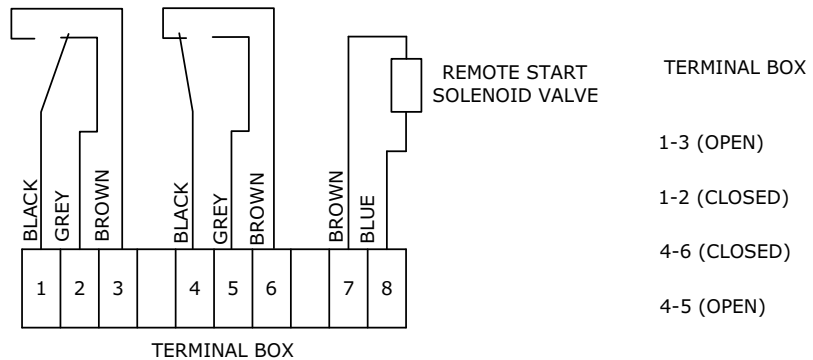 REMOTE START
SOLENOID VALVE
TERMINAL BOX
1-3 (OPEN)
1-2 (CLOSED)
4-6 (CLOSED)
4-5 (OPEN)
BLACK
GREY
BROWN
BLACK
GREY
BROWN
BROWN
BLUE
1 2 3 4 5 6 7 8
TERMINAL BOX